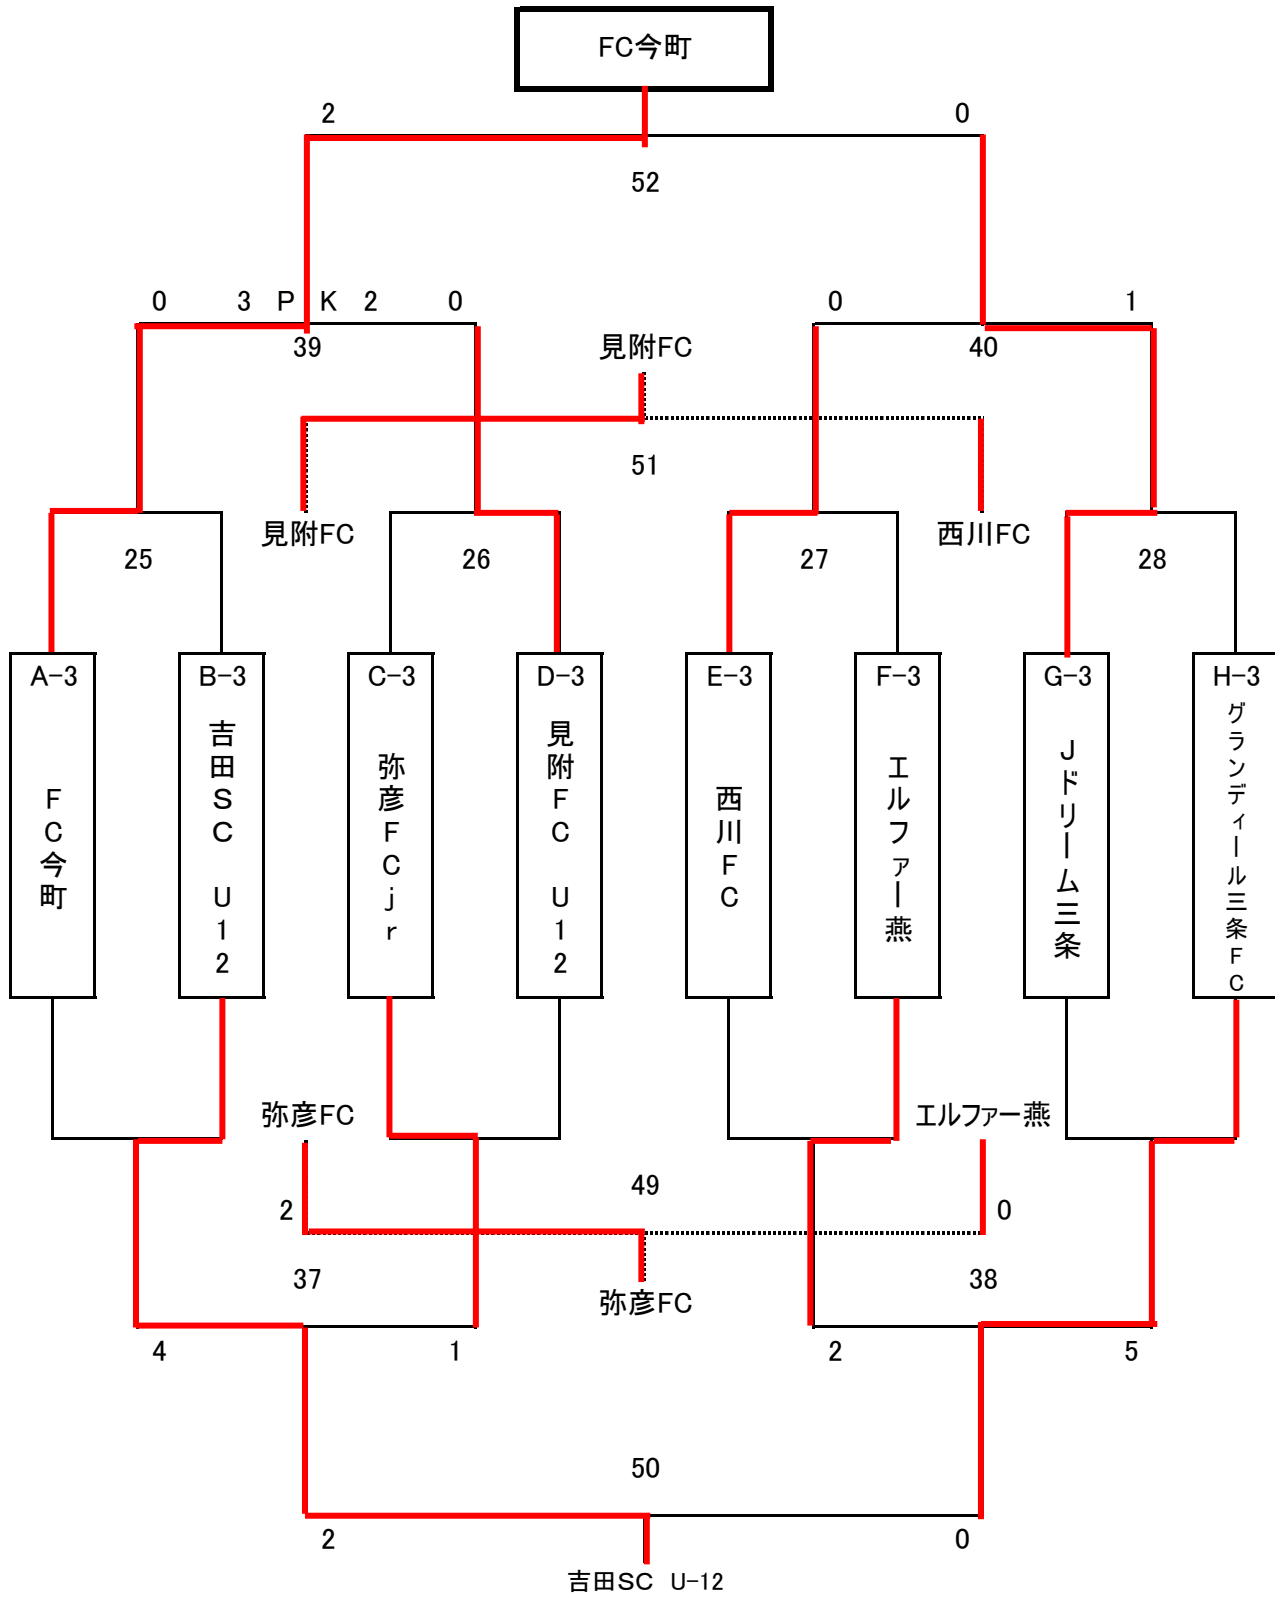 FC今町
2 0
52
0 3 P K 2 0 0 1
39 見附FC 40
51
見附FC 西川FC
25 26 27 28
A-3 B-3 C-3 D-3 E-3 F-3 G-3 H-3
FC今町
吉田SC U12
弥彦FCjr
見附FC U12
西川FC
エルファー燕
Jドリーム三条
グランディール三条FC
弥彦FC エルファー燕
49
2 0
37 38
弥彦FC
4 1 2 5
50
2 0
吉田SC U-12